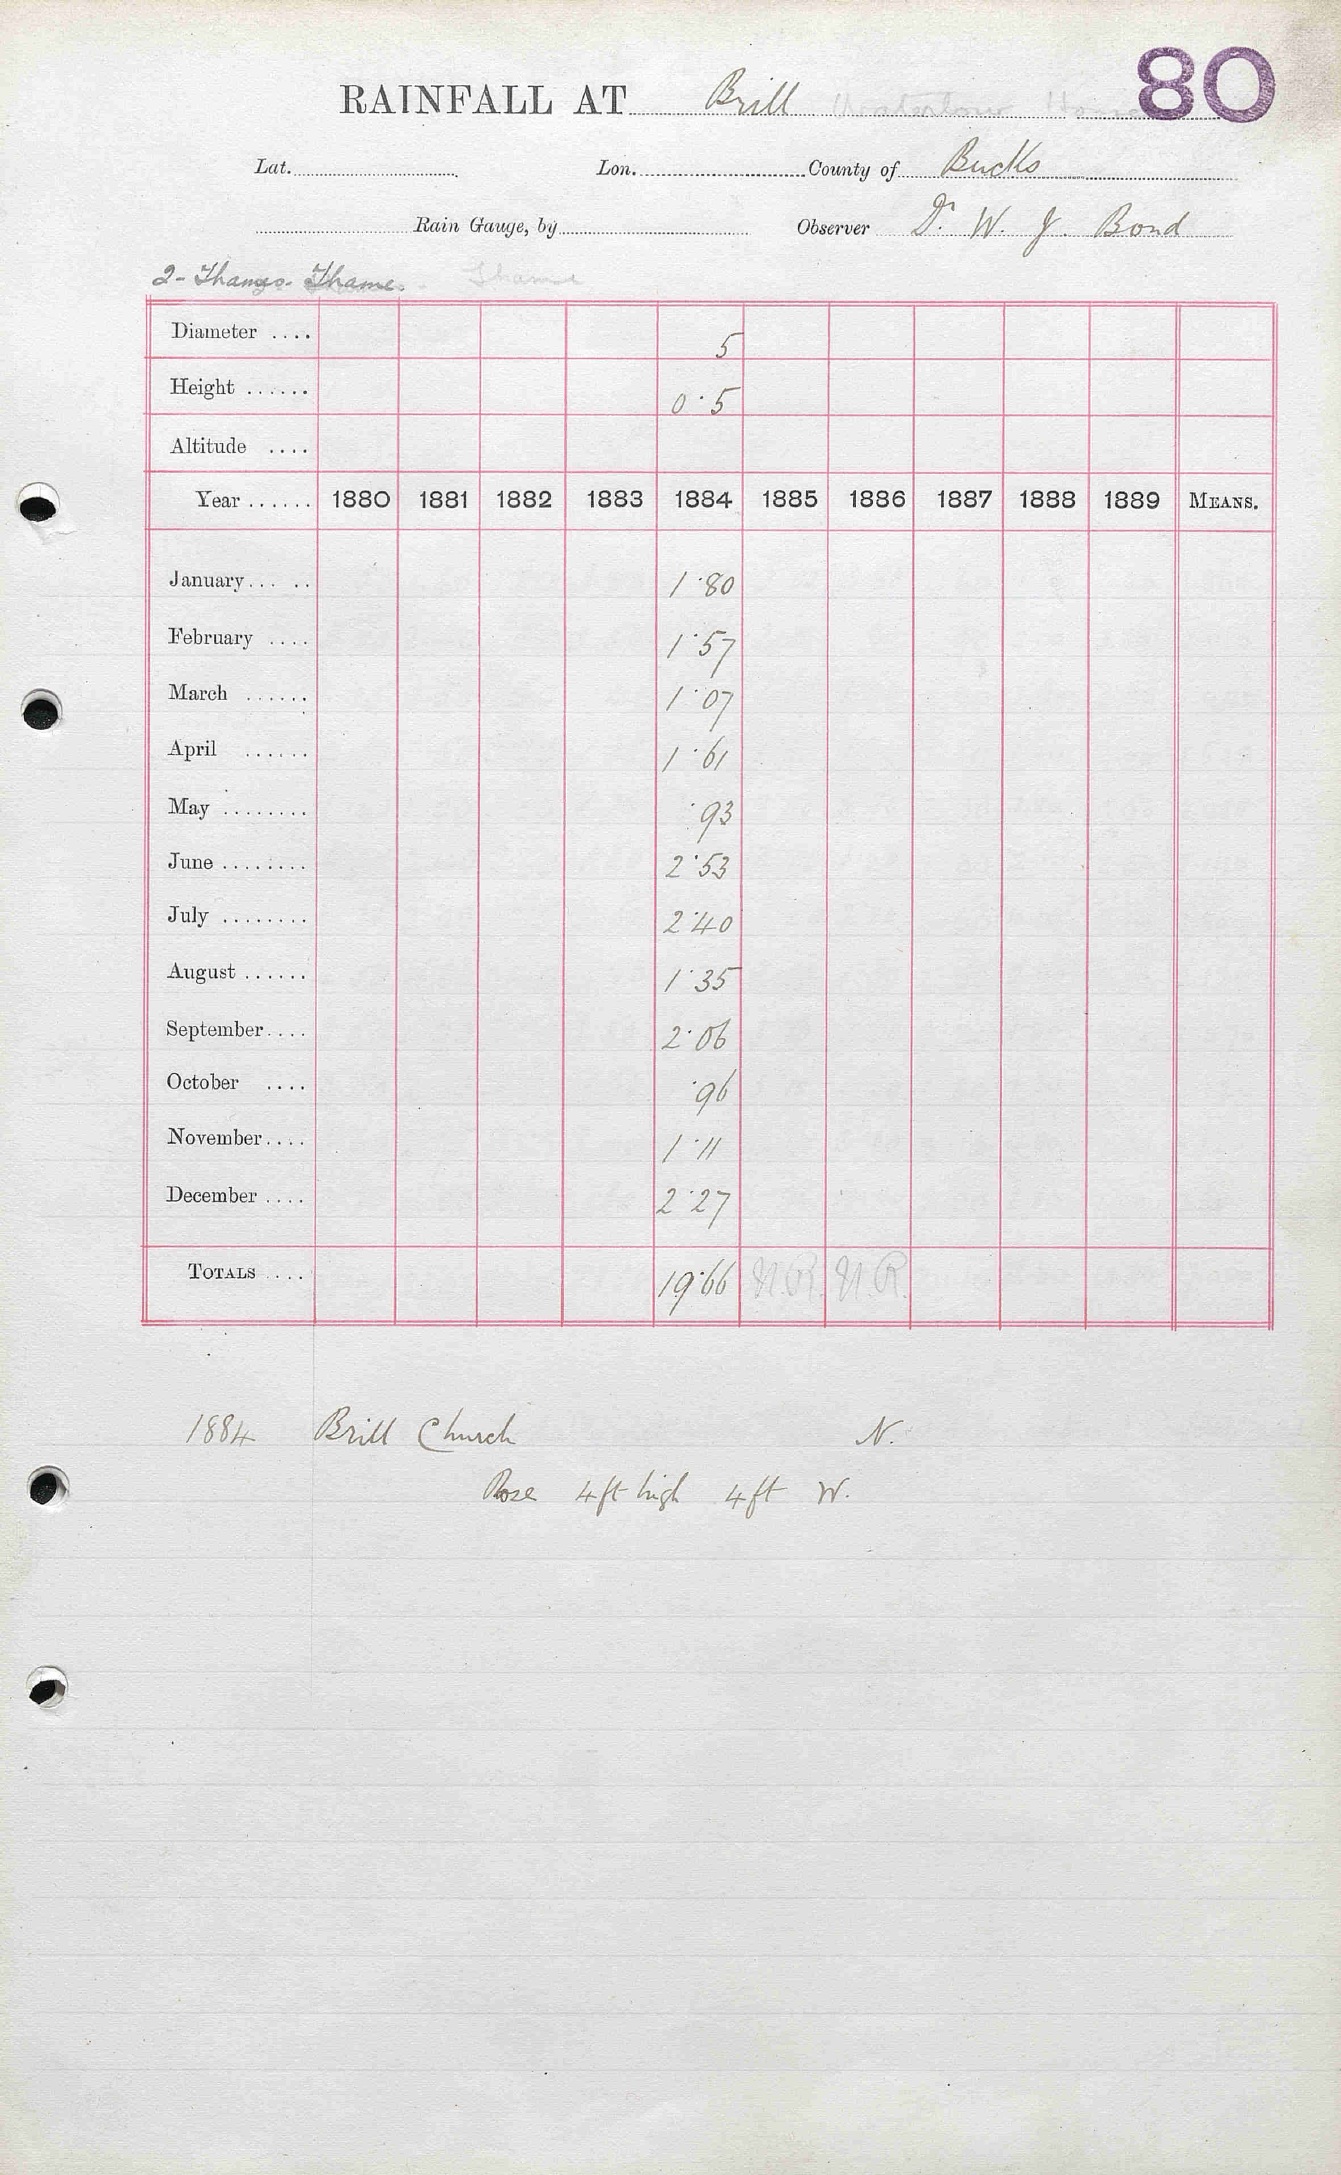 80
RAINFALL AT Brill Waterloo
Lat. Lon. County of Bucks
Rain Gauge, by Observer Dr. W. J. Bond
2 - Thames - Thame. Thame
Diameter .... 5
Height ...... 0·5
Altitude ....
Year ...... 1880 1881 1882 1883 1884 1885 1886 1887 1888 1889 MEANS.
January... .. 1·80
February .... 1·57
March ...... 1·07
April ...... 1·61
May ........ ·93
June ........ 2·53
July ........ 2·40
August ...... 1·35
September.... 2·06
October .... ·96
November.... 1·11
December .... 2·27
TOTALS .... 19·66 N.R. N.R.
1884 Brill Church N.
Rose 4ft high 4ft W.